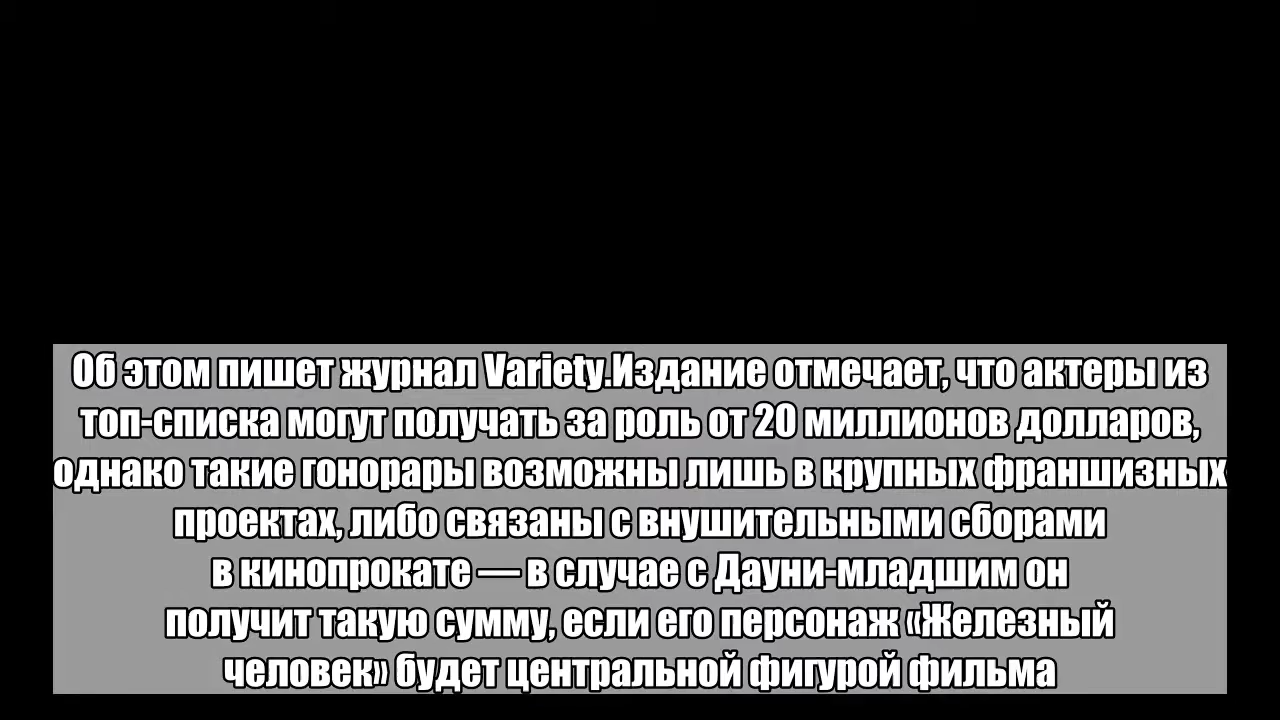 Об этом пишет журнал Variety.Издание отмечает, что актеры из
топ-списка могут получать за роль от 20 миллионов долларов,
однако такие гонорары возможны лишь в крупных франшизных
проектах, либо связаны с внушительными сборами
в кинопрокате — в случае с Дауни-младшим он
получит такую сумму, если его персонаж «Железный
человек» будет центральной фигурой фильма